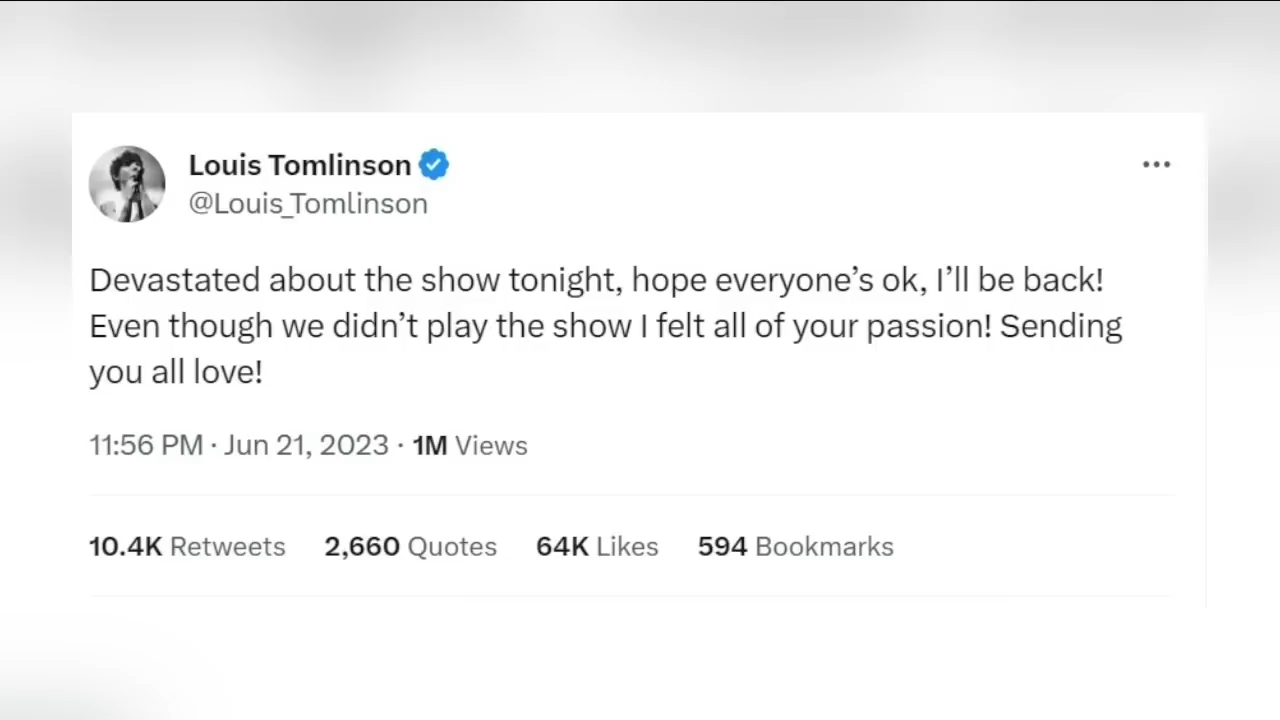 Louis Tomlinson
@Louis_Tomlinson
Devastated about the show tonight, hope everyone’s ok, I’ll be back!
Even though we didn’t play the show I felt all of your passion! Sending
you all love!
11:56 PM · Jun 21, 2023 · 1M Views
10.4K Retweets 2,660 Quotes 64K Likes 594 Bookmarks